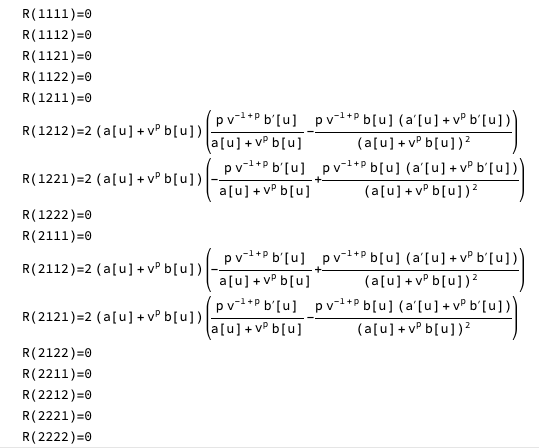 R(1111)=0
R(1112)=0
R(1121)=0
R(1122)=0
R(1211)=0
R(1212)=2 (a[u]+v^p b[u]) (p v^(-1+p) b′[u]/(a[u]+v^p b[u]) - p v^(-1+p) b[u] (a′[u]+v^p b′[u])/(a[u]+v^p b[u])^2)
R(1221)=2 (a[u]+v^p b[u]) (-p v^(-1+p) b′[u]/(a[u]+v^p b[u]) + p v^(-1+p) b[u] (a′[u]+v^p b′[u])/(a[u]+v^p b[u])^2)
R(1222)=0
R(2111)=0
R(2112)=2 (a[u]+v^p b[u]) (-p v^(-1+p) b′[u]/(a[u]+v^p b[u]) + p v^(-1+p) b[u] (a′[u]+v^p b′[u])/(a[u]+v^p b[u])^2)
R(2121)=2 (a[u]+v^p b[u]) (p v^(-1+p) b′[u]/(a[u]+v^p b[u]) - p v^(-1+p) b[u] (a′[u]+v^p b′[u])/(a[u]+v^p b[u])^2)
R(2122)=0
R(2211)=0
R(2212)=0
R(2221)=0
R(2222)=0